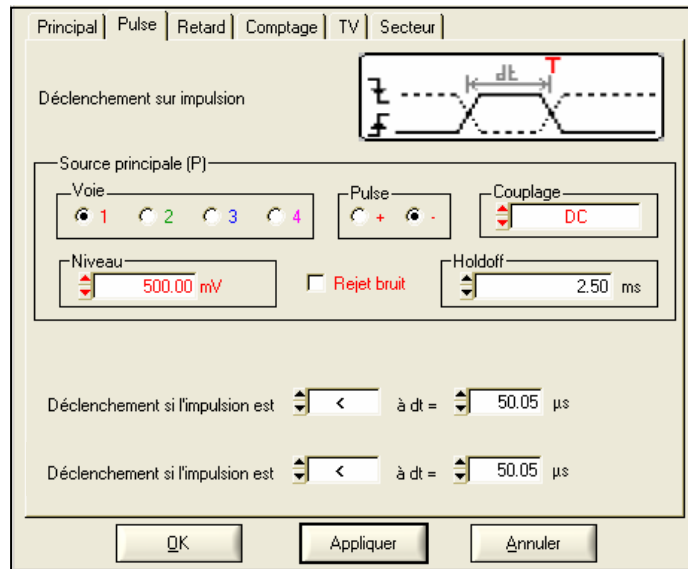 Principal Pulse Retard Comptage TV Secteur
dt T
Déclenchement sur impulsion
Source principale (P)
Voie Pulse Couplage
1 2 3 4 + - DC
Niveau Holdoff
500.00 mV Rejet bruit 2.50 ms
Déclenchement si l'impulsion est < à dt = 50.05 µs
Déclenchement si l'impulsion est < à dt = 50.05 µs
OK Appliquer Annuler